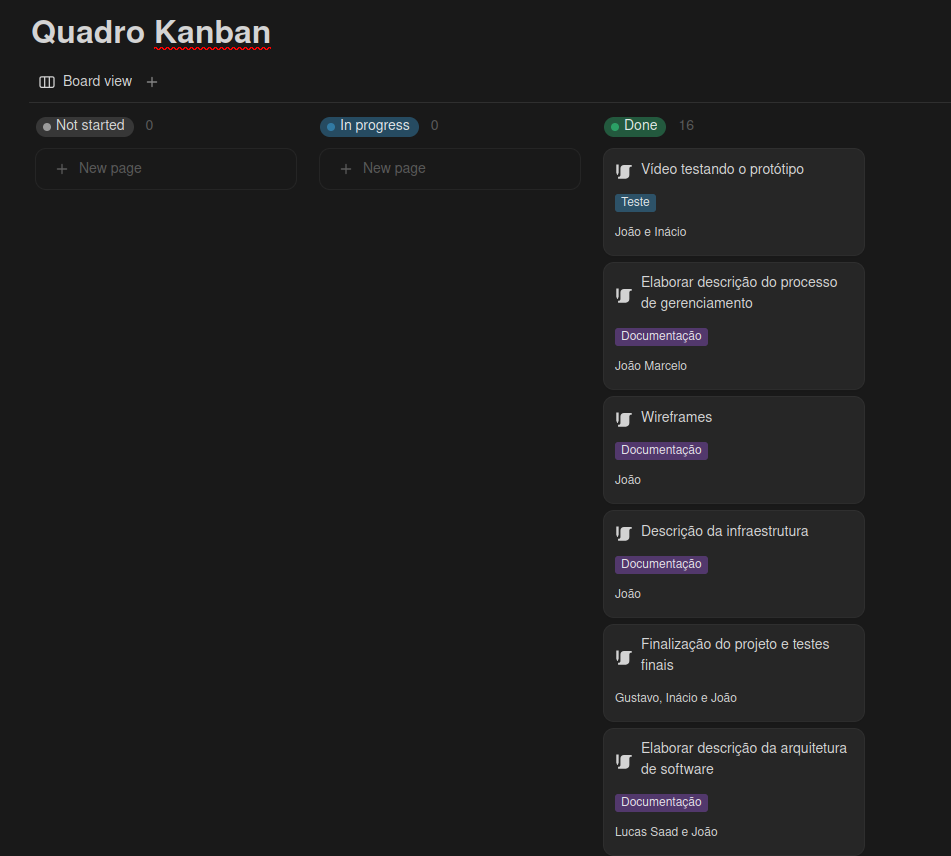 Quadro Kanban
Board view
Not started 0
In progress 0
Done 16
New page
New page
Vídeo testando o protótipo
Teste
João e Inácio
Elaborar descrição do processo
de gerenciamento
Documentação
João Marcelo
Wireframes
Documentação
João
Descrição da infraestrutura
Documentação
João
Finalização do projeto e testes
finais
Gustavo, Inácio e João
Elaborar descrição da arquitetura
de software
Documentação
Lucas Saad e João